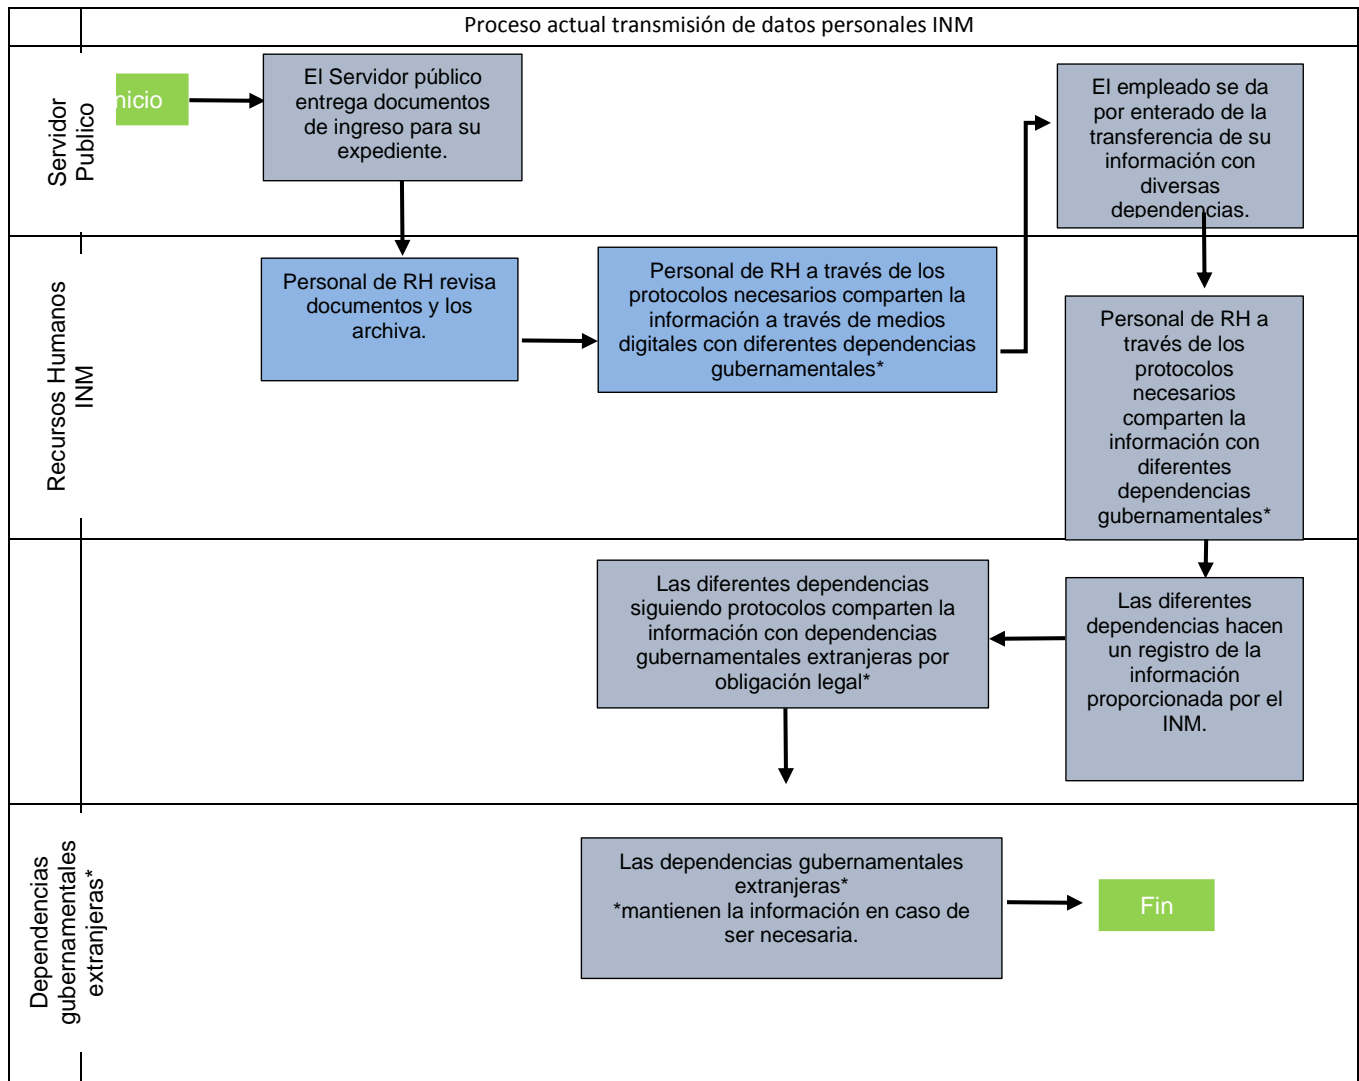 Proceso actual transmisión de datos personales INM
Servidor
Publico
nicio
El Servidor público
entrega documentos
de ingreso para su
expediente.
El empleado se da
por enterado de la
transferencia de su
información con
diversas
dependencias.
Recursos Humanos
INM
Personal de RH revisa
documentos y los
archiva.
Personal de RH a través de los
protocolos necesarios comparten la
información a través de medios
digitales con diferentes dependencias
gubernamentales*
Personal de RH a
través de los
protocolos
necesarios
comparten la
información con
diferentes
dependencias
gubernamentales*
Las diferentes dependencias
siguiendo protocolos comparten la
información con dependencias
gubernamentales extranjeras por
obligación legal*
Las diferentes
dependencias hacen
un registro de la
información
proporcionada por el
INM.
Dependencias
gubernamentales
extranjeras*
Las dependencias gubernamentales
extranjeras*
*mantienen la información en caso de
ser necesaria.
Fin